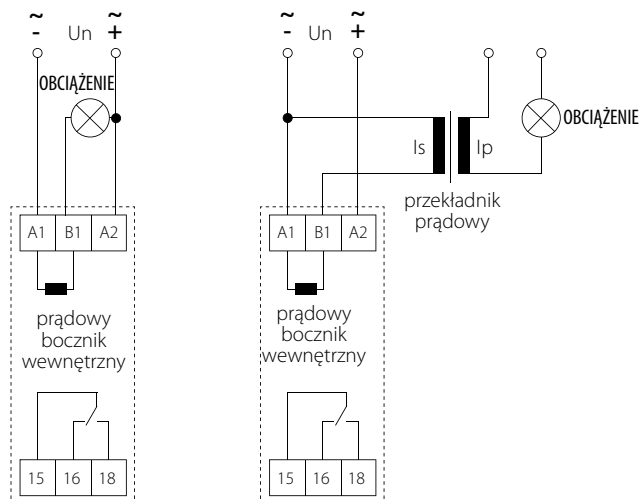 ~ Un ~
- +
OBCIĄŻENIE
A1 B1 A2
prądowy
bocznik
wewnętrzny
15 16 18
~ Un ~
- +
OBCIĄŻENIE
Is Ip
przekładnik
prądowy
A1 B1 A2
prądowy
bocznik
wewnętrzny
15 16 18